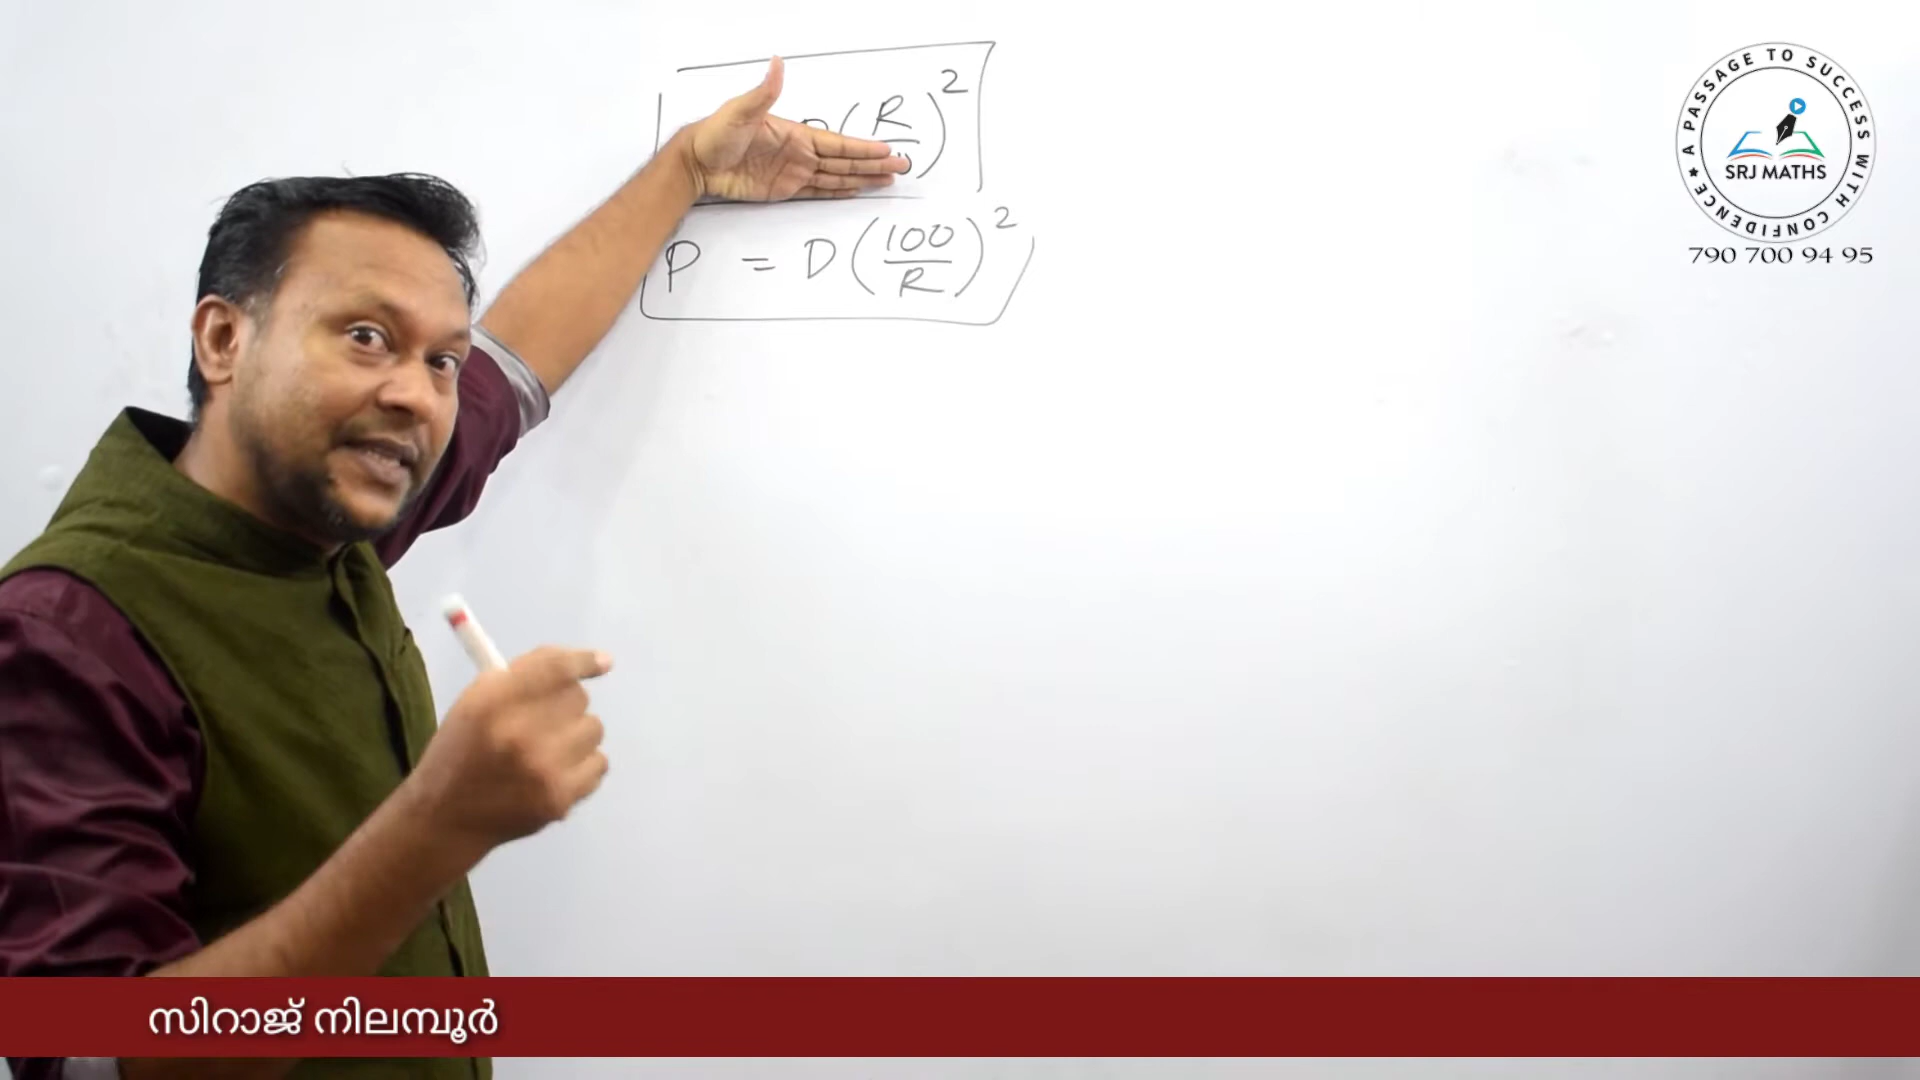 (R/)²
P = D(100/R)²
A PASSAGE TO SUCCESS WITH CONFIDENCE
SRJ MATHS
790 700 94 95
സിറാജ് നിലമ്പൂർ